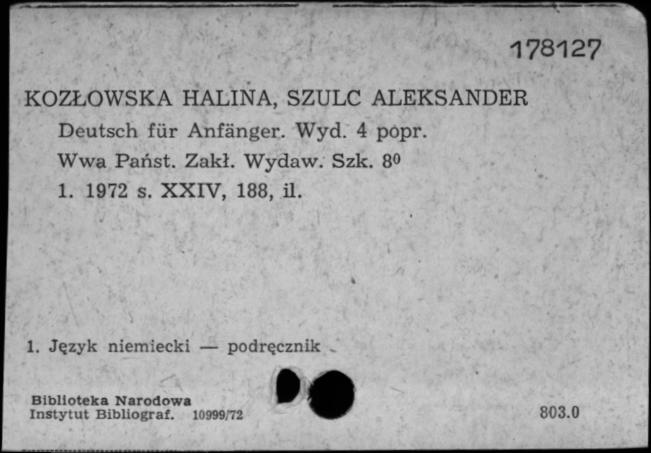 178127
KOZŁOWSKA HALINA, SZULC ALEKSANDER
Deutsch für Anfänger. Wyd. 4 popr.
Wwa Państ. Zakł. Wydaw. Szk. 8⁰
1. 1972 s. XXIV, 188, il.
1. Język niemiecki — podręcznik
Biblioteka Narodowa
Instytut Bibliograf. 10999/72
803.0